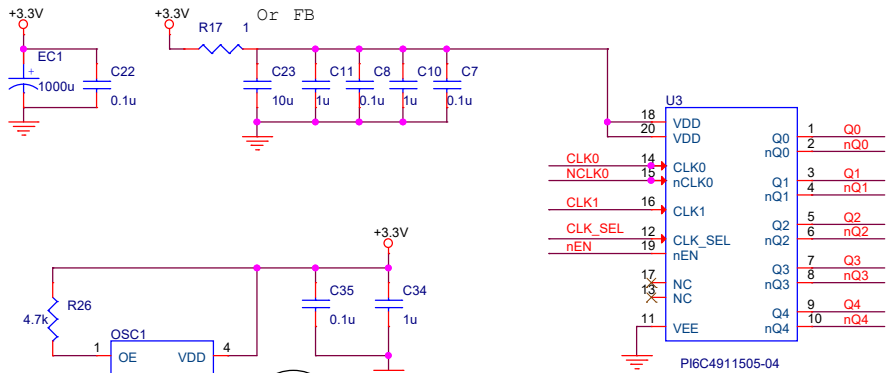 +3.3V
EC1
+
1000u
C22
0.1u
+3.3V
R17
1
Or FB
C23
10u
C11
1u
C8
0.1u
C10
1u
C7
0.1u
U3
18 VDD
20 VDD
CLK0 14 CLK0
NCLK0 15 nCLK0
CLK1 16 CLK1
CLK_SEL 12 CLK_SEL
nEN 19 nEN
17 NC
13 NC
11 VEE
Q0 1 Q0
nQ0 2 nQ0
Q1 3 Q1
nQ1 4 nQ1
Q2 5 Q2
nQ2 6 nQ2
Q3 7 Q3
nQ3 8 nQ3
Q4 9 Q4
nQ4 10 nQ4
PI6C4911505-04
+3.3V
R26
4.7k
C35
0.1u
C34
1u
OSC1
1 OE
VDD 4